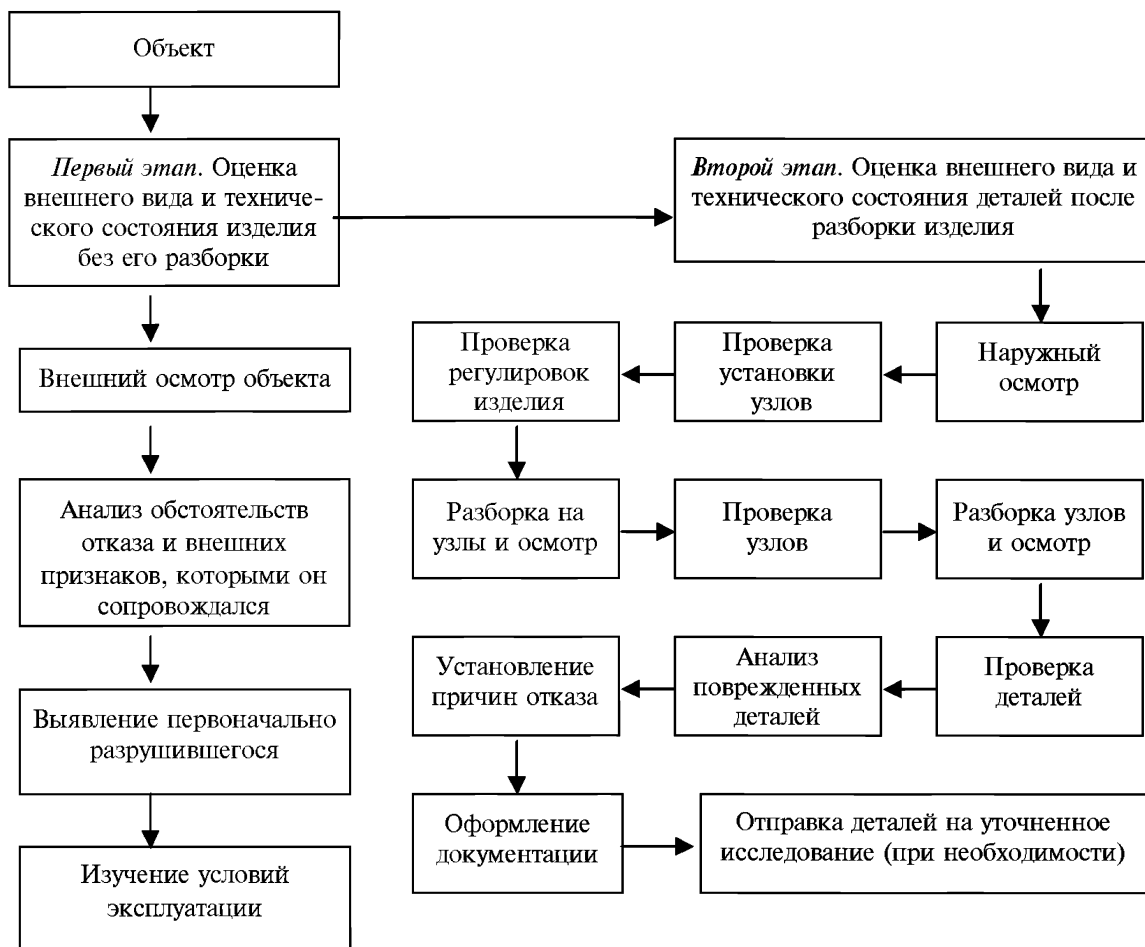 Объект
Первый этап. Оценка
внешнего вида и техниче-
ского состояния изделия
без его разборки
Внешний осмотр объекта
Анализ обстоятельств
отказа и внешних
признаков, которыми он
сопровождался
Выявление первоначально
разрушившегося
Изучение условий
эксплуатации
Второй этап. Оценка внешнего вида и
технического состояния деталей после
разборки изделия
Наружный
осмотр
Проверка
установки
узлов
Проверка
регулировок
изделия
Разборка на
узлы и осмотр
Проверка
узлов
Разборка узлов
и осмотр
Проверка
деталей
Анализ
поврежденных
деталей
Установление
причин отказа
Оформление
документации
Отправка деталей на уточненное
исследование (при необходимости)